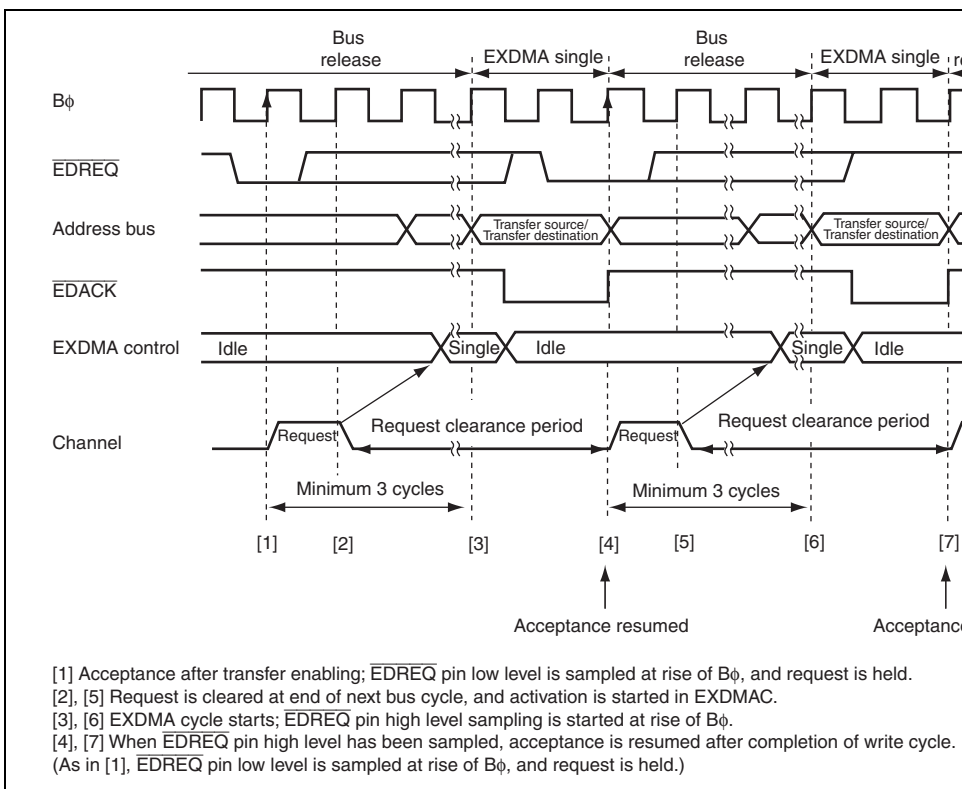 Bus release EXDMA single Bus release EXDMA single
Bϕ
EDREQ
Address bus Transfer source/ Transfer destination Transfer source/ Transfer destination
EDACK
EXDMA control Idle Single Idle Single Idle
Channel Request Request clearance period Request Request clearance period
Minimum 3 cycles Minimum 3 cycles
[1] [2] [3] [4] [5] [6] [7]
Acceptance resumed Acceptance
[1] Acceptance after transfer enabling; EDREQ pin low level is sampled at rise of Bϕ, and request is held.
[2], [5] Request is cleared at end of next bus cycle, and activation is started in EXDMAC.
[3], [6] EXDMA cycle starts; EDREQ pin high level sampling is started at rise of Bϕ.
[4], [7] When EDREQ pin high level has been sampled, acceptance is resumed after completion of write cycle.
(As in [1], EDREQ pin low level is sampled at rise of Bϕ, and request is held.)